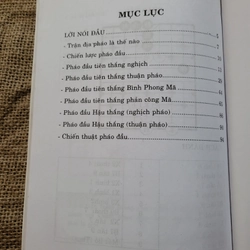 MỤC LỤC
LỜI NÓI ĐẦU
- Trận địa pháo là thế nào
- Chiến lược pháo đầu
- Pháo đầu tiên thắng nghịch
- Pháo đầu tiên thắng thuận pháo
- Pháo đầu tiên thắng Bình Phong Mã
- Pháo đầu tiên thắng phản công Mã
- Pháo đầu Hậu thắng (nghịch pháo)
- Pháo đầu Hậu thắng (thuận pháo)
- Chiến thuật pháo đầu